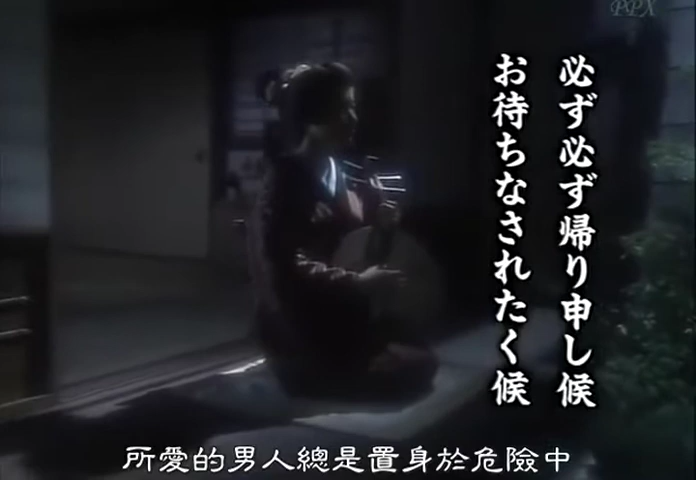 PPX
必ず必ず帰り申し候
お待ちなされたく候
所愛的男人總是置身於危險中